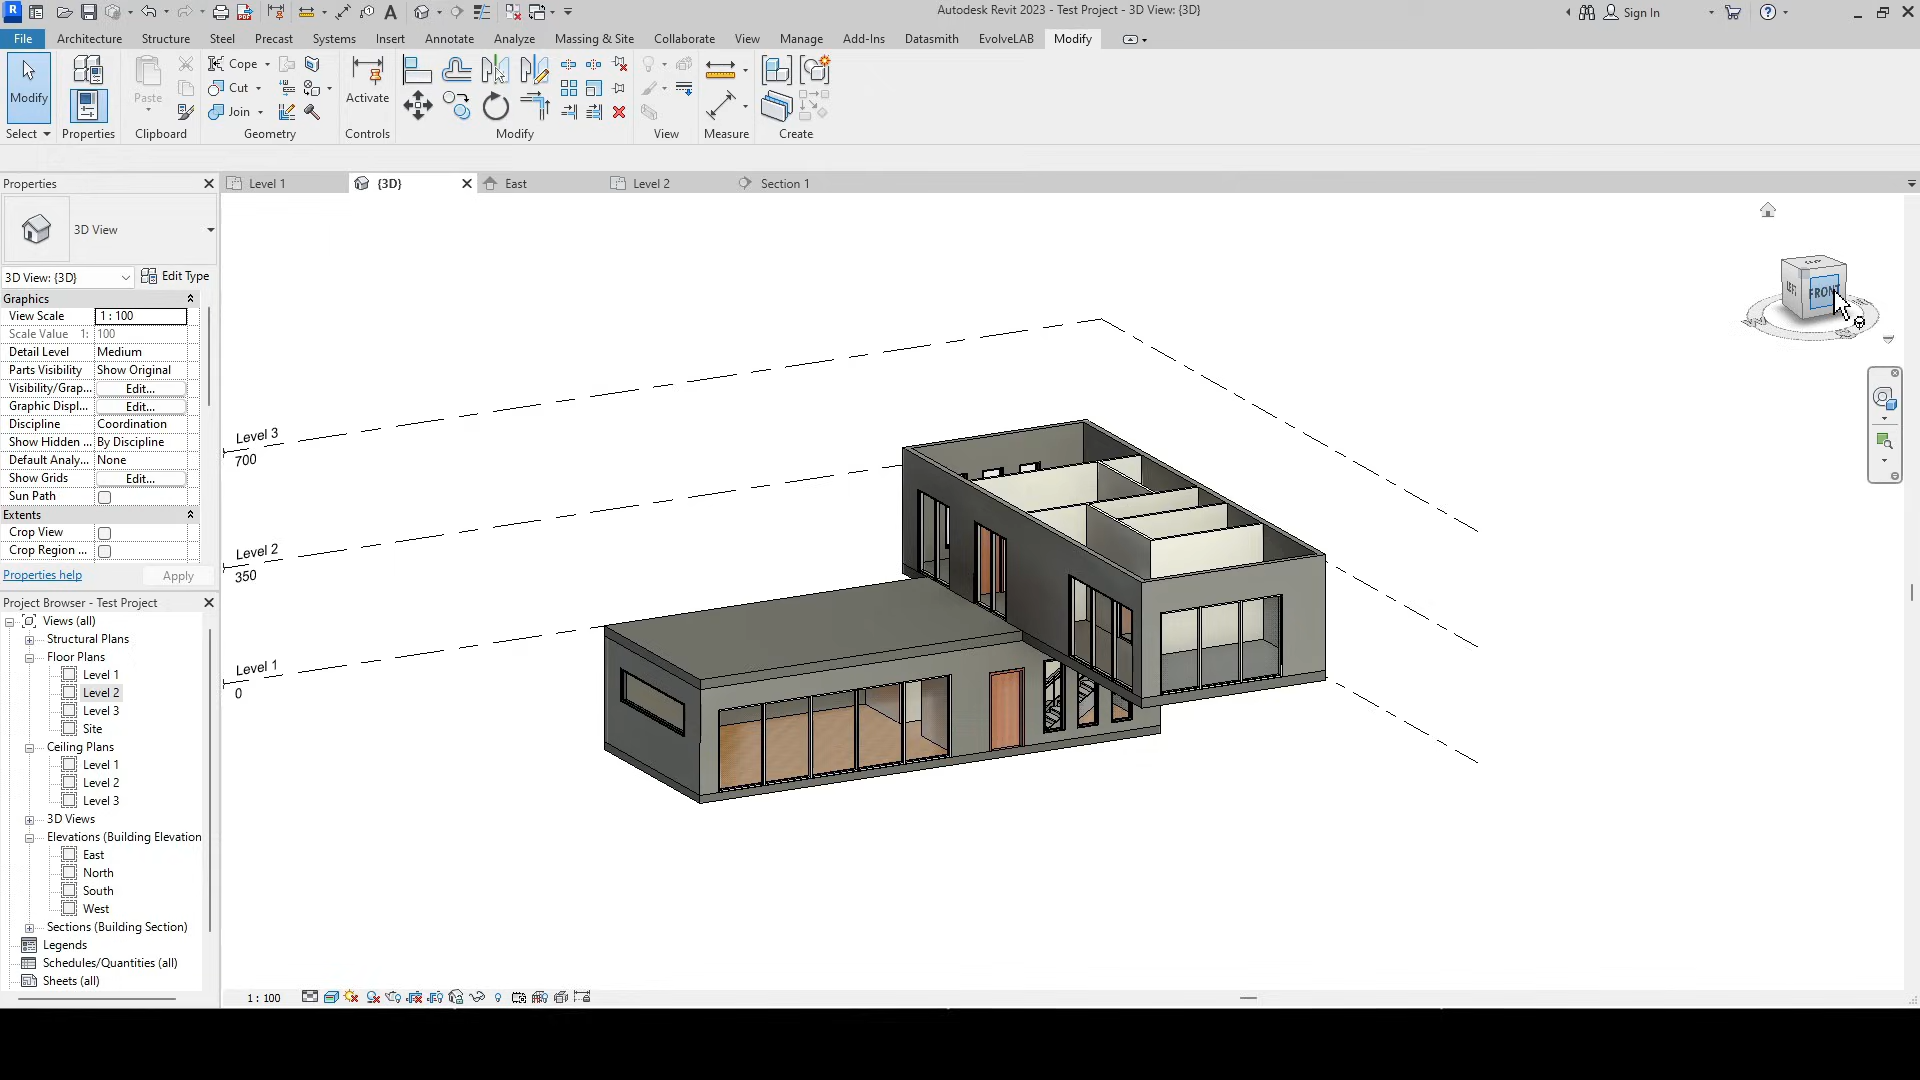 Autodesk Revit 2023 - Test Project - 3D View: {3D}
Sign In
File Architecture Structure Steel Precast Systems Insert Annotate Analyze Massing & Site Collaborate View Manage Add-Ins Datasmith EvolveLAB Modify
Modify
Paste
Cope
Cut
Join
Activate
Select Properties Clipboard Geometry Controls Modify View Measure Create
Properties
Level 1 {3D} East Level 2 Section 1
3D View
3D View: {3D} Edit Type
Graphics
View Scale 1 : 100
Scale Value 1: 100
Detail Level Medium
Parts Visibility Show Original
Visibility/Grap... Edit...
Graphic Displ... Edit...
Discipline Coordination
Show Hidden ... By Discipline
Default Analy... None
Show Grids Edit...
Sun Path
Extents
Crop View
Crop Region ...
Properties help Apply
Project Browser - Test Project
Views (all)
Structural Plans
Floor Plans
Level 1
Level 2
Level 3
Site
Ceiling Plans
Level 1
Level 2
Level 3
3D Views
Elevations (Building Elevation
East
North
South
West
Sections (Building Section)
Legends
Schedules/Quantities (all)
Sheets (all)
Level 3
700
Level 2
350
Level 1
0
LEFT
FRONT
1 : 100